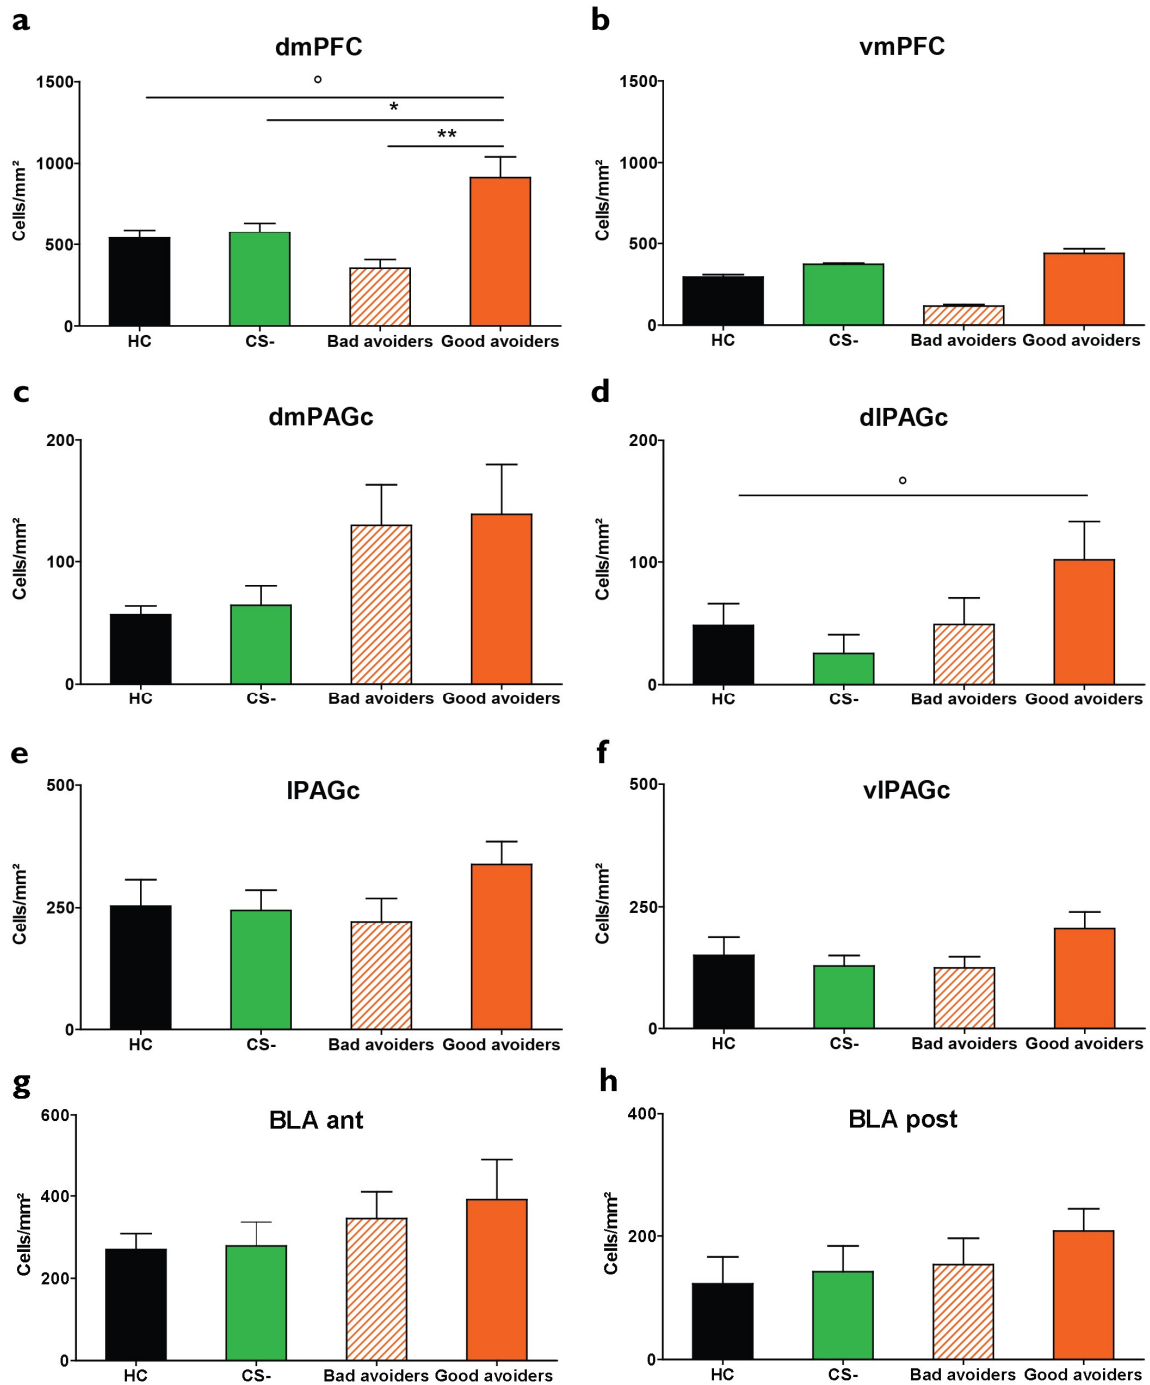 a
dmPFC
1500
1000
500
0
Cells/mm²
°
*
**
HC CS- Bad avoiders Good avoiders
b
vmPFC
1500
1000
500
0
Cells/mm²
HC CS- Bad avoiders Good avoiders
c
dmPAGc
200
100
0
Cells/mm²
HC CS- Bad avoiders Good avoiders
d
dlPAGc
200
100
0
Cells/mm²
°
HC CS- Bad avoiders Good avoiders
e
lPAGc
500
250
0
Cells/mm²
HC CS- Bad avoiders Good avoiders
f
vlPAGc
500
250
0
Cells/mm²
HC CS- Bad avoiders Good avoiders
g
BLA ant
600
400
200
0
Cells/mm²
HC CS- Bad avoiders Good avoiders
h
BLA post
400
200
0
Cells/mm²
HC CS- Bad avoiders Good avoiders